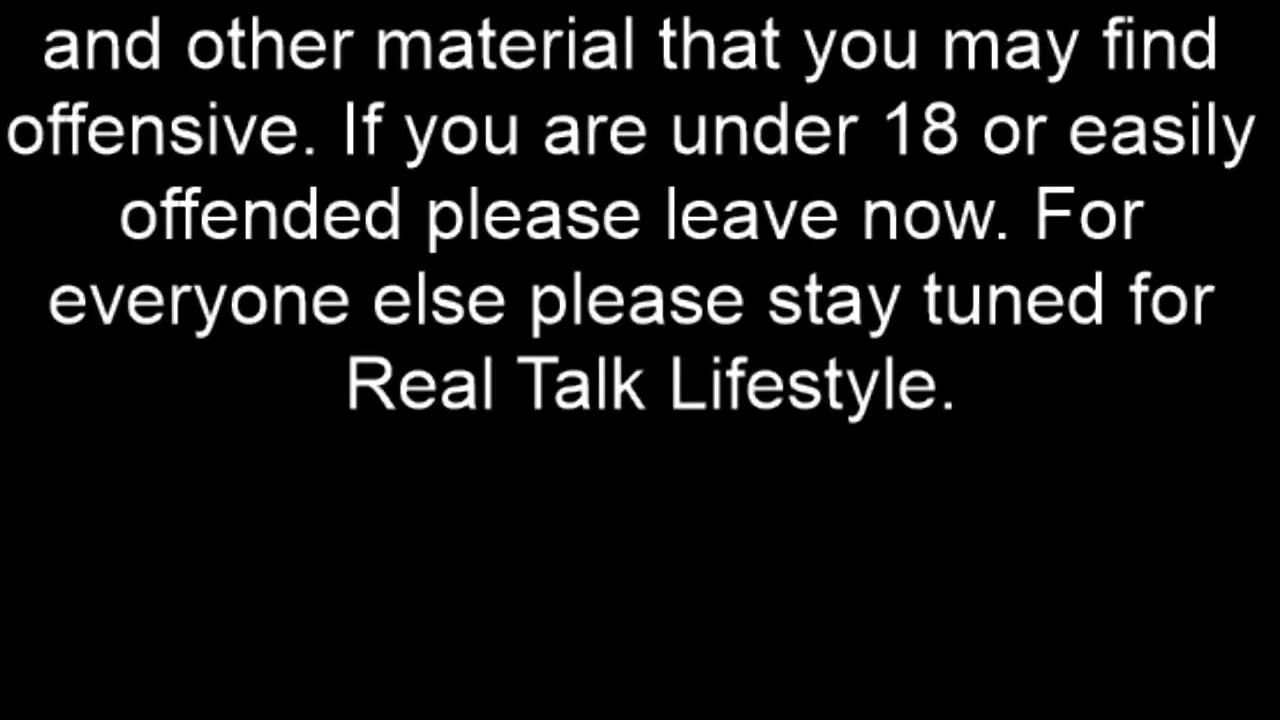 and other material that you may find
offensive. If you are under 18 or easily
offended please leave now. For
everyone else please stay tuned for
Real Talk Lifestyle.